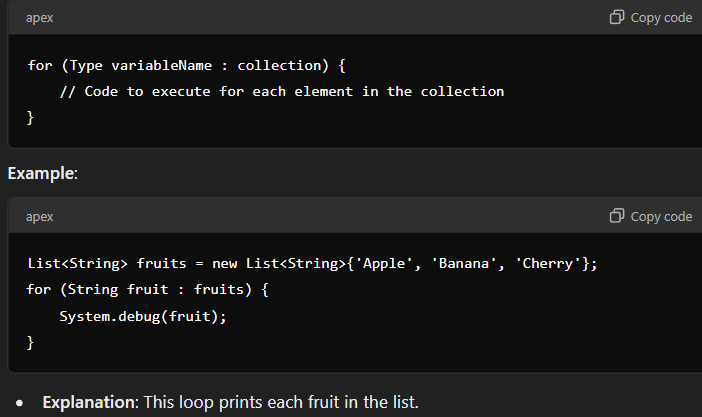 apex Copy code
for (Type variableName : collection) {
    // Code to execute for each element in the collection
}
Example:
apex Copy code
List<String> fruits = new List<String>{'Apple', 'Banana', 'Cherry'};
for (String fruit : fruits) {
    System.debug(fruit);
}
• Explanation: This loop prints each fruit in the list.